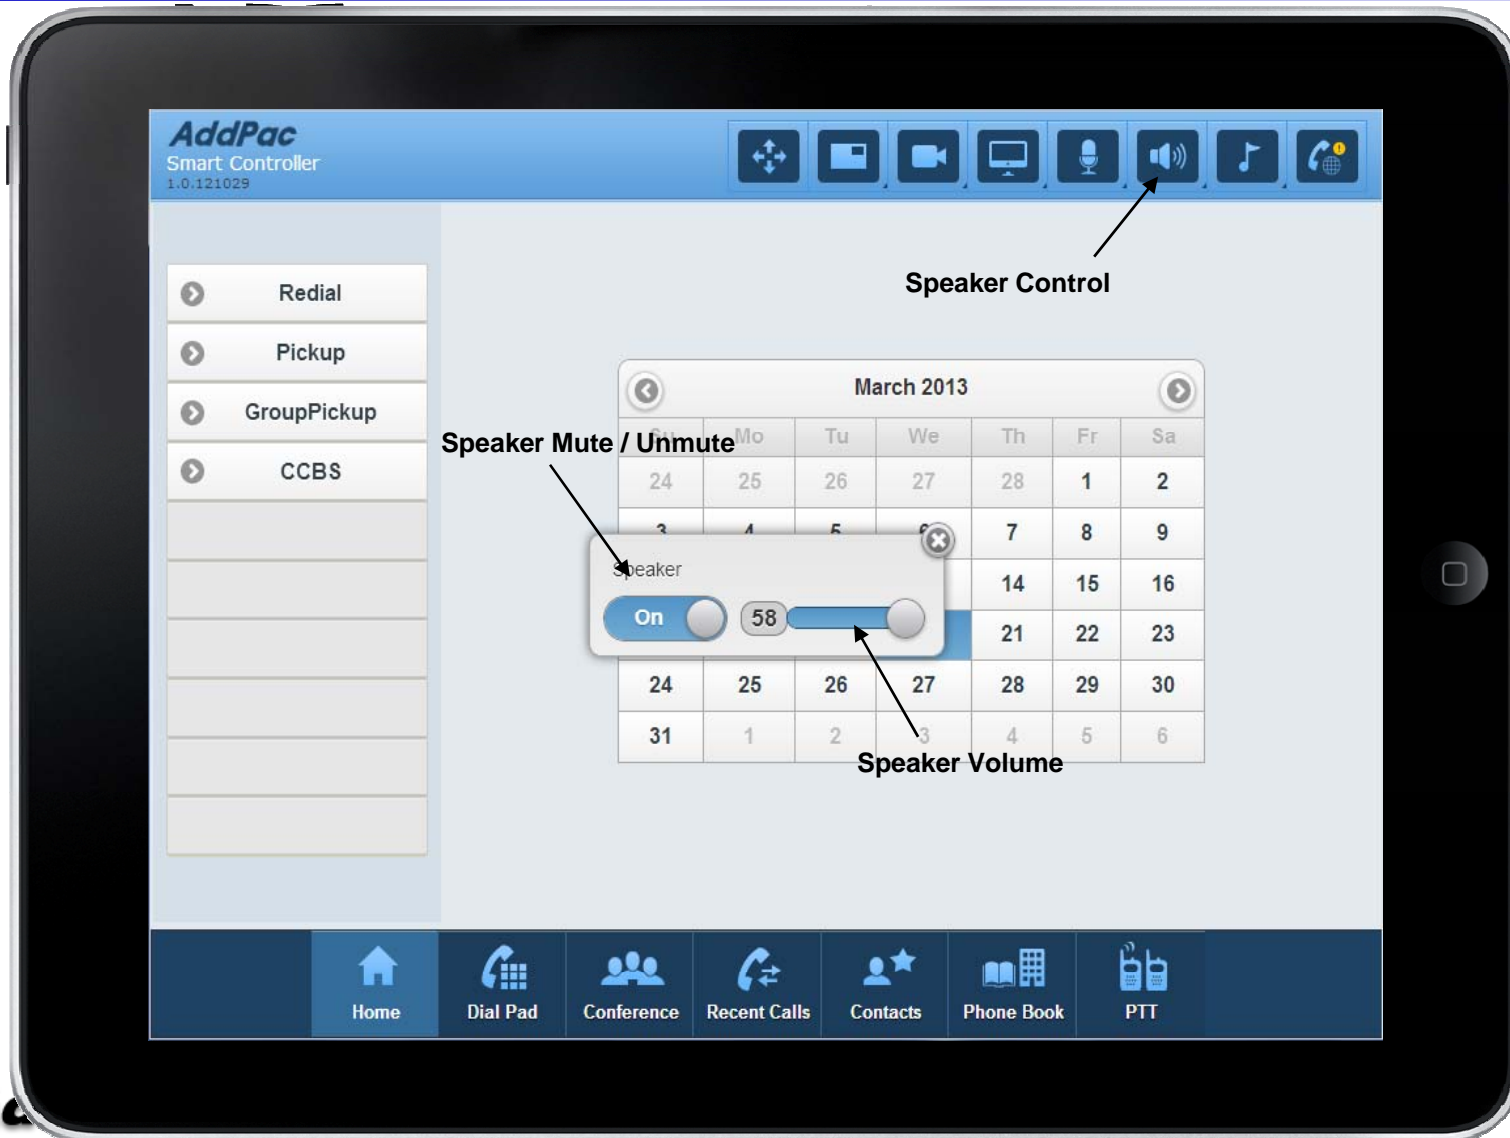 AddPac
Smart Controller
1.0.121029
Speaker Control
Redial
Pickup
GroupPickup
CCBS
March 2013
Speaker Mute / Unmute
Mo Tu We Th Fr Sa
24 25 26 27 28 1 2
3 4 5 6 7 8 9
Speaker
14 15 16
On 58
21 22 23
24 25 26 27 28 29 30
31 1 2 3 4 5 6
Speaker Volume
Home Dial Pad Conference Recent Calls Contacts Phone Book PTT